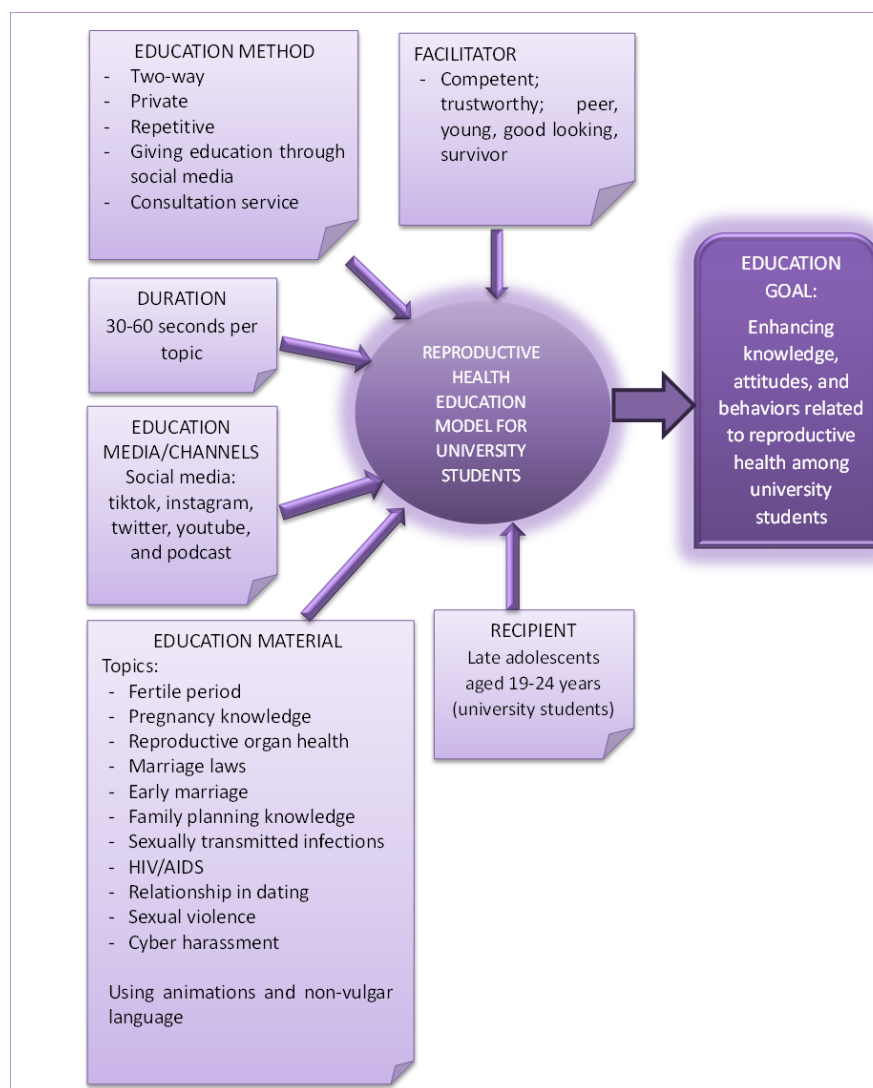 EDUCATION METHOD
- Two-way
- Private
- Repetitive
- Giving education through
social media
- Consultation service
FACILITATOR
- Competent;
trustworthy; peer,
young, good looking,
survivor
DURATION
30-60 seconds per
topic
EDUCATION
MEDIA/CHANNELS
Social media:
tiktok, instagram,
twitter, youtube,
and podcast
REPRODUCTIVE
HEALTH
EDUCATION
MODEL FOR
UNIVERSITY
STUDENTS
EDUCATION
GOAL:
Enhancing
knowledge,
attitudes, and
behaviors related
to reproductive
health among
university
students
EDUCATION MATERIAL
Topics:
- Fertile period
- Pregnancy knowledge
- Reproductive organ health
- Marriage laws
- Early marriage
- Family planning knowledge
- Sexually transmitted infections
- HIV/AIDS
- Relationship in dating
- Sexual violence
- Cyber harassment
Using animations and non-vulgar
language
RECIPIENT
Late adolescents
aged 19-24 years
(university students)